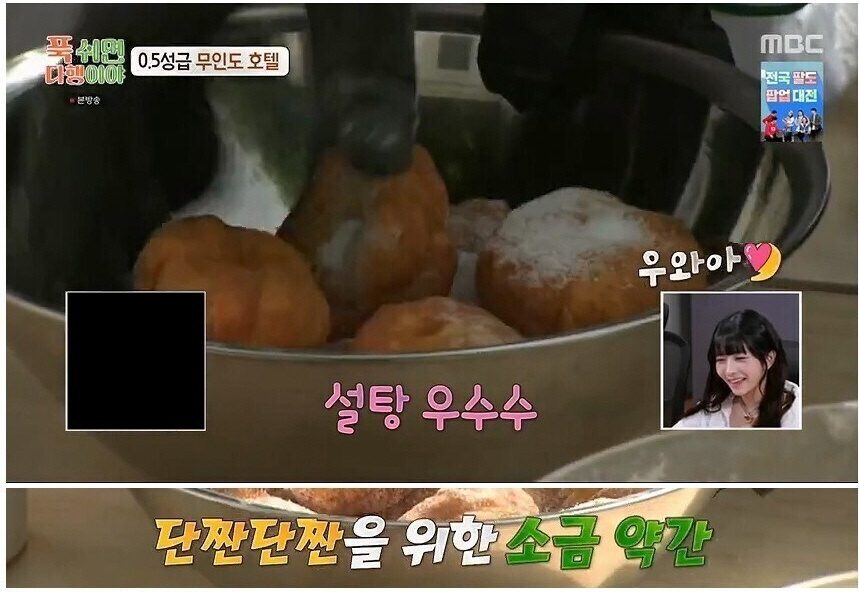 푹 쉬면
다행이야
본방송
0.5성급 무인도 호텔
MBC
전국 팔도
팝업 대전
우와아
설탕 우수수
단짠단짠을 위한 소금 약간